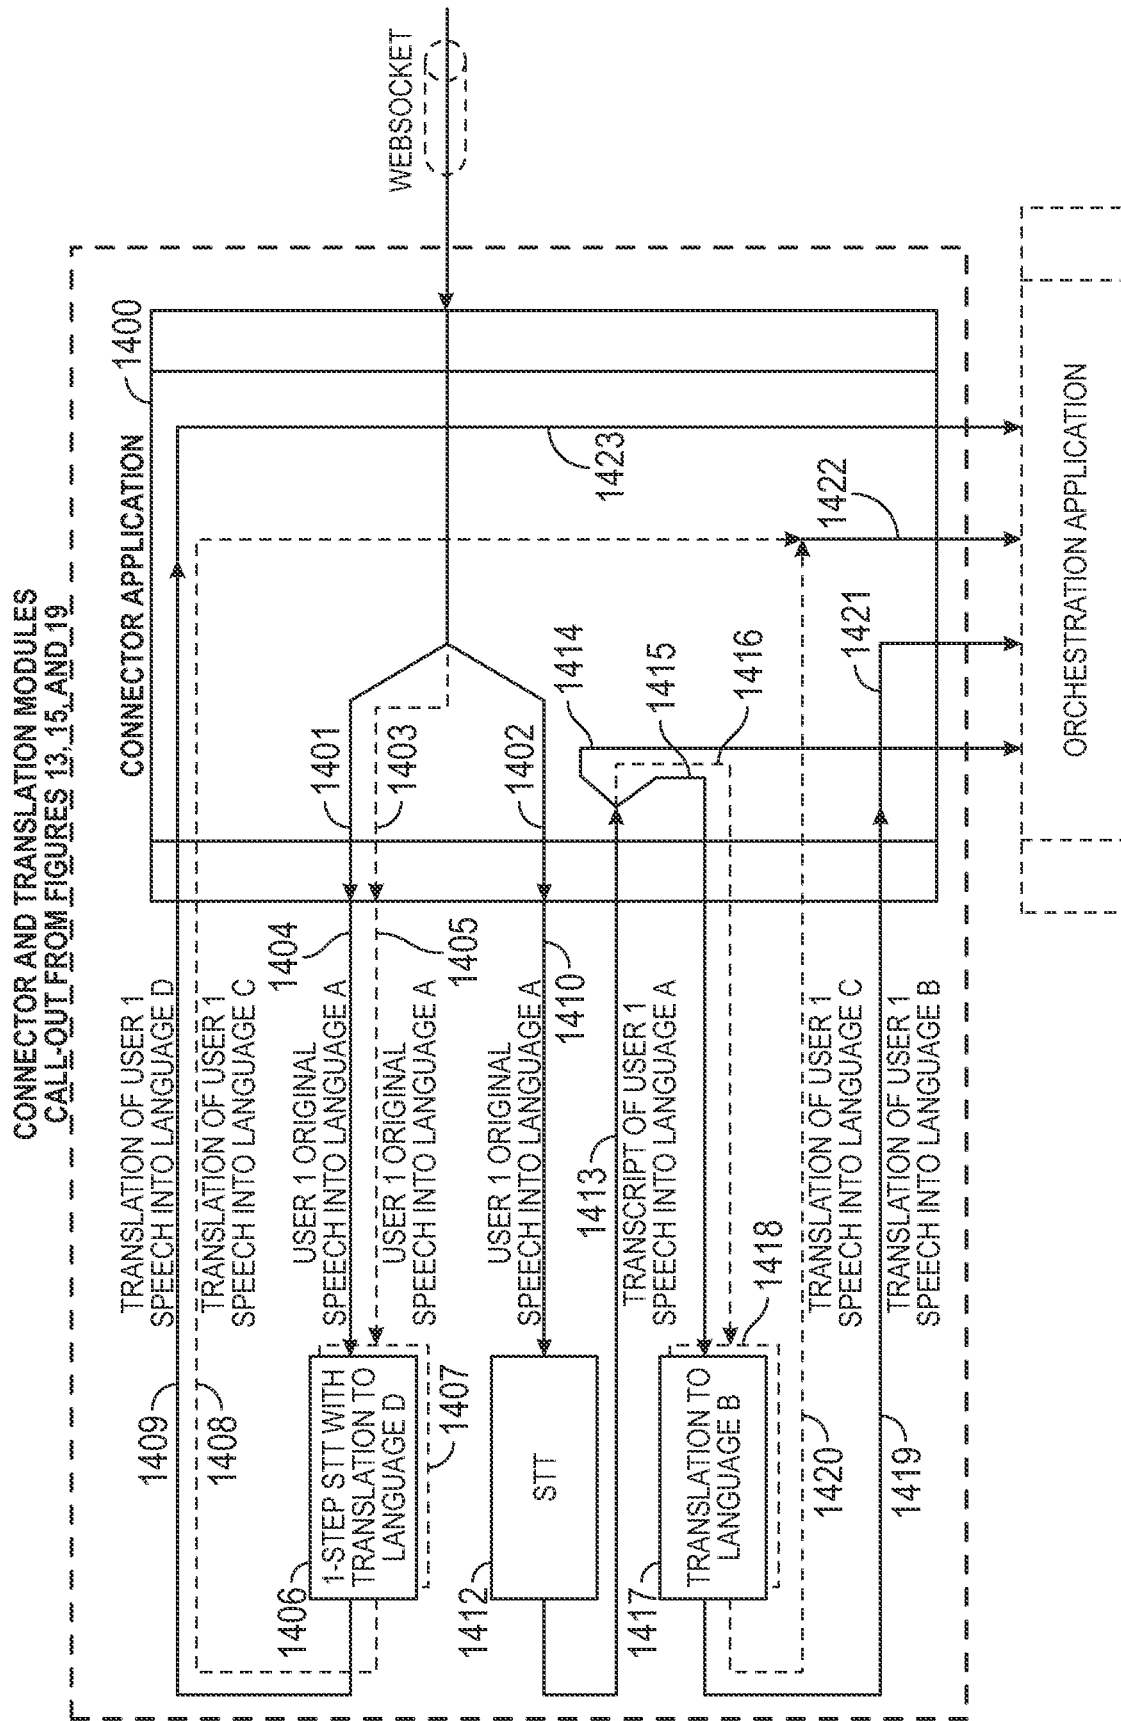 CONNECTOR AND TRANSLATION MODULES
CALL-OUT FROM FIGURES 13, 15, AND 19
TRANSLATION OF USER 1
SPEECH INTO LANGUAGE D
1409
TRANSLATION OF USER 1
SPEECH INTO LANGUAGE C
1408
CONNECTOR APPLICATION
1400
WEBSOCKET
1406
1-STEP STT WITH
TRANSLATION TO
LANGUAGE D
1407
USER 1 ORIGINAL
SPEECH INTO LANGUAGE A
1404
1401
USER 1 ORIGINAL
SPEECH INTO LANGUAGE A
1405
1403
1412
STT
USER 1 ORIGINAL
SPEECH INTO LANGUAGE A
1410
1402
1423
1413
TRANSCRIPT OF USER 1
SPEECH INTO LANGUAGE A
1414
1415
1416
1417
TRANSLATION TO
LANGUAGE B
1418
1420
TRANSLATION OF USER 1
SPEECH INTO LANGUAGE C
1422
1419
TRANSLATION OF USER 1
SPEECH INTO LANGUAGE B
1421
ORCHESTRATION APPLICATION